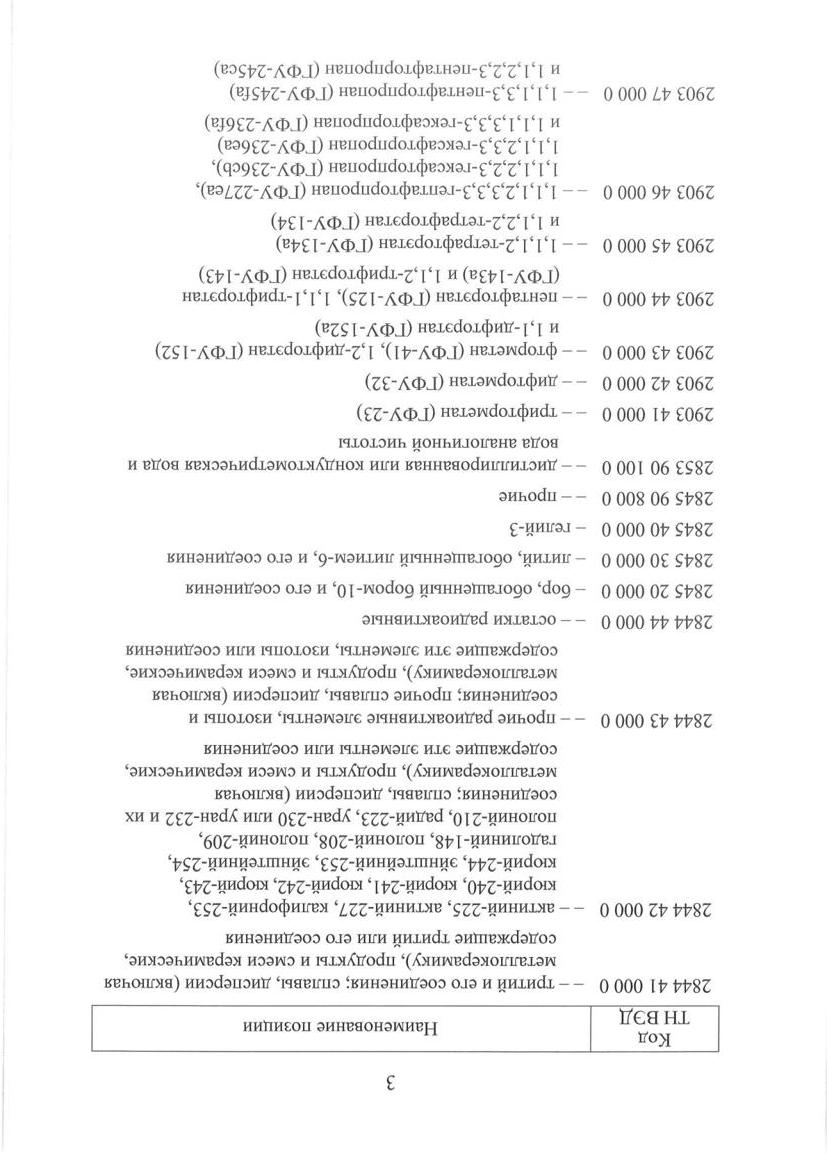 3
Код
ТН ВЭД
Наименование позиции
2844 41 000 0 – – тритий и его соединения; сплавы, дисперсии (включая
металлокерамику), продукты и смеси керамические,
содержащие тритий или его соединения
2844 42 000 0 – – актиний-225, актиний-227, калифорний-253,
кюрий-240, кюрий-241, кюрий-242, кюрий-243,
кюрий-244, эйнштейний-253, эйнштейний-254,
гадолиний-148, полоний-208, полоний-209,
полоний-210, радий-223, уран-230 или уран-232 и их
соединения; сплавы, дисперсии (включая
металлокерамику), продукты и смеси керамические,
содержащие эти элементы или соединения
2844 43 000 0 – – прочие радиоактивные элементы, изотопы и
соединения; прочие сплавы, дисперсии (включая
металлокерамику), продукты и смеси керамические,
содержащие эти элементы, изотопы или соединения
2844 44 000 0 – – остатки радиоактивные
2845 20 000 0 – бор, обогащенный бором-10, и его соединения
2845 30 000 0 – литий, обогащенный литием-6, и его соединения
2845 40 000 0 – гелий-3
2845 90 800 0 – – прочие
2853 90 100 0 – – дистиллированная или кондуктометрическая вода и
вода аналогичной чистоты
2903 41 000 0 – – трифторметан (ГФУ-23)
2903 42 000 0 – – дифторметан (ГФУ-32)
2903 43 000 0 – – фторметан (ГФУ-41), 1,2-дифторэтан (ГФУ-152)
и 1,1-дифторэтан (ГФУ-152a)
2903 44 000 0 – – пентафторэтан (ГФУ-125), 1,1,1-трифторэтан
(ГФУ-143a) и 1,1,2-трифторэтан (ГФУ-143)
2903 45 000 0 – – 1,1,1,2-тетрафторэтан (ГФУ-134a)
и 1,1,2,2-тетрафторэтан (ГФУ-134)
2903 46 000 0 – – 1,1,1,2,3,3,3-гептафторпропан (ГФУ-227ea),
1,1,1,2,2,3-гексафторпропан (ГФУ-236cb),
1,1,1,2,3,3-гексафторпропан (ГФУ-236ea)
и 1,1,1,3,3,3-гексафторпропан (ГФУ-236fa)
2903 47 000 0 – – 1,1,1,3,3-пентафторпропан (ГФУ-245fa)
и 1,1,2,2,3-пентафторпропан (ГФУ-245ca)